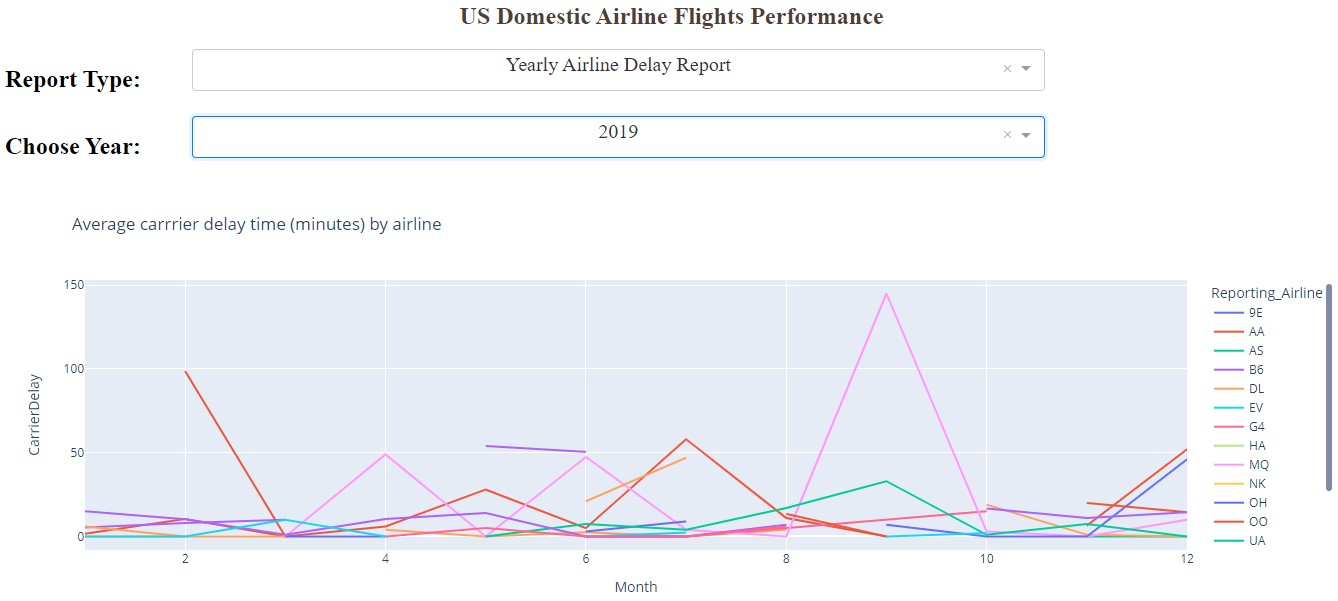 US Domestic Airline Flights Performance
Report Type:
Yearly Airline Delay Report
×
Choose Year:
2019
×
Average carrrier delay time (minutes) by airline
150
100
50
0
CarrierDelay
2
4
6
8
10
12
Month
Reporting_Airline
9E
AA
AS
B6
DL
EV
G4
HA
MQ
NK
OH
OO
UA